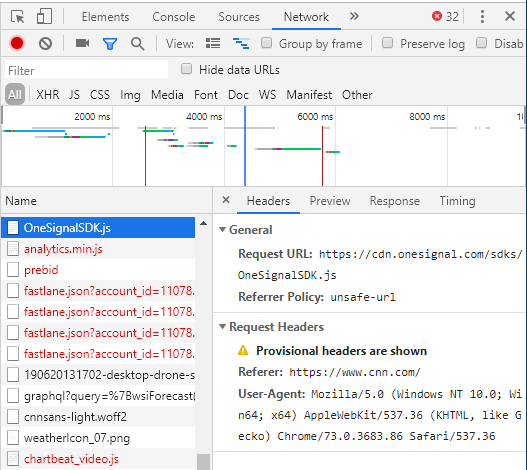 Elements Console Sources Network » 32
View: Group by frame Preserve log Disab
Filter Hide data URLs
All XHR JS CSS Img Media Font Doc WS Manifest Other
2000 ms 4000 ms 6000 ms 8000 ms
Name
OneSignalSDK.js
analytics.min.js
prebid
fastlane.json?account_id=11078.
fastlane.json?account_id=11078.
fastlane.json?account_id=11078.
fastlane.json?account_id=11078.
190620131702-desktop-drone-s
graphql?query=%7BwsiForecast(
cnnsans-light.woff2
weatherIcon_07.png
chartbeat_video.js
× Headers Preview Response Timing
General
Request URL: https://cdn.onesignal.com/sdks/
OneSignalSDK.js
Referrer Policy: unsafe-url
Request Headers
Provisional headers are shown
Referer: https://www.cnn.com/
User-Agent: Mozilla/5.0 (Windows NT 10.0; Wi
n64; x64) AppleWebKit/537.36 (KHTML, like G
ecko) Chrome/73.0.3683.86 Safari/537.36